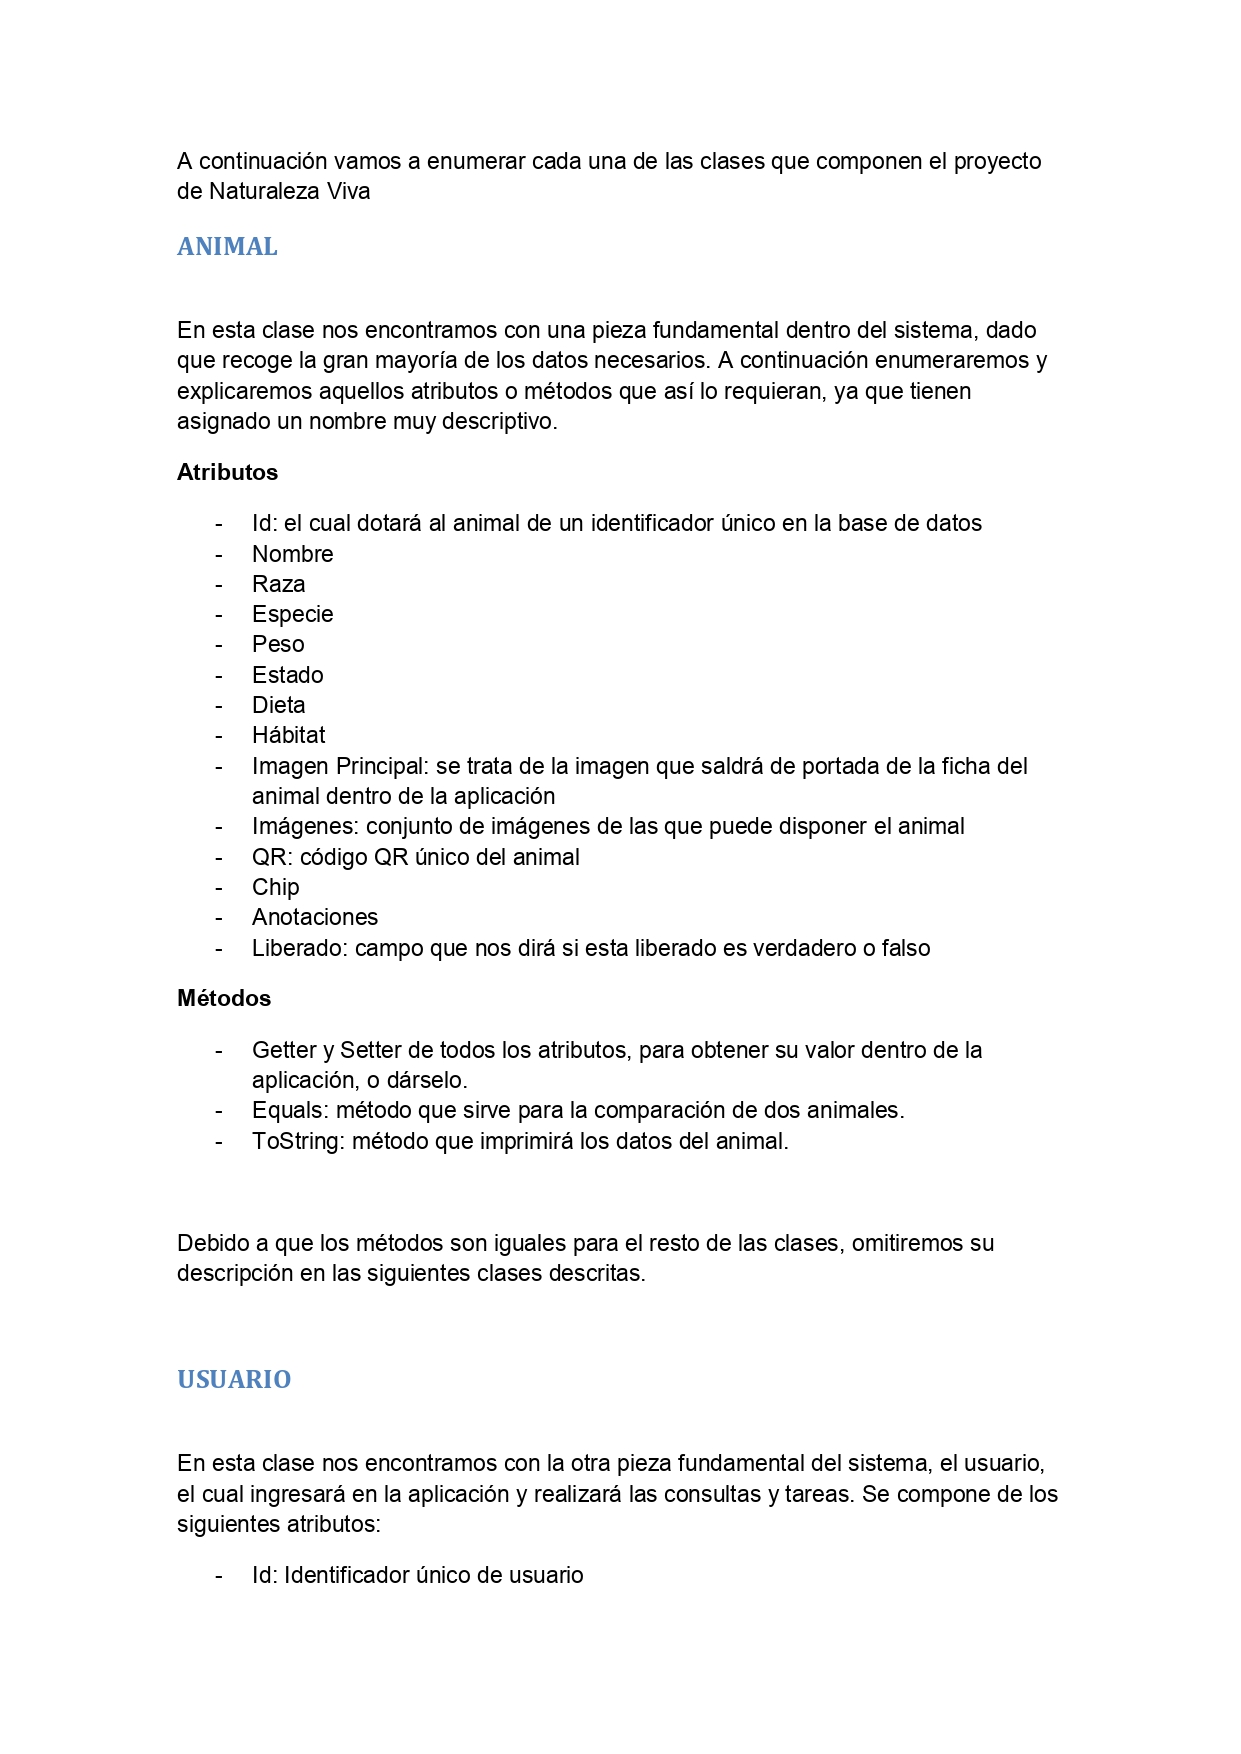 A continuación vamos a enumerar cada una de las clases que componen el proyecto
de Naturaleza Viva
ANIMAL
En esta clase nos encontramos con una pieza fundamental dentro del sistema, dado
que recoge la gran mayoría de los datos necesarios. A continuación enumeraremos y
explicaremos aquellos atributos o métodos que así lo requieran, ya que tienen
asignado un nombre muy descriptivo.
Atributos
- Id: el cual dotará al animal de un identificador único en la base de datos
- Nombre
- Raza
- Especie
- Peso
- Estado
- Dieta
- Hábitat
- Imagen Principal: se trata de la imagen que saldrá de portada de la ficha del
animal dentro de la aplicación
- Imágenes: conjunto de imágenes de las que puede disponer el animal
- QR: código QR único del animal
- Chip
- Anotaciones
- Liberado: campo que nos dirá si esta liberado es verdadero o falso
Métodos
- Getter y Setter de todos los atributos, para obtener su valor dentro de la
aplicación, o dárselo.
- Equals: método que sirve para la comparación de dos animales.
- ToString: método que imprimirá los datos del animal.
Debido a que los métodos son iguales para el resto de las clases, omitiremos su
descripción en las siguientes clases descritas.
USUARIO
En esta clase nos encontramos con la otra pieza fundamental del sistema, el usuario,
el cual ingresará en la aplicación y realizará las consultas y tareas. Se compone de los
siguientes atributos:
- Id: Identificador único de usuario